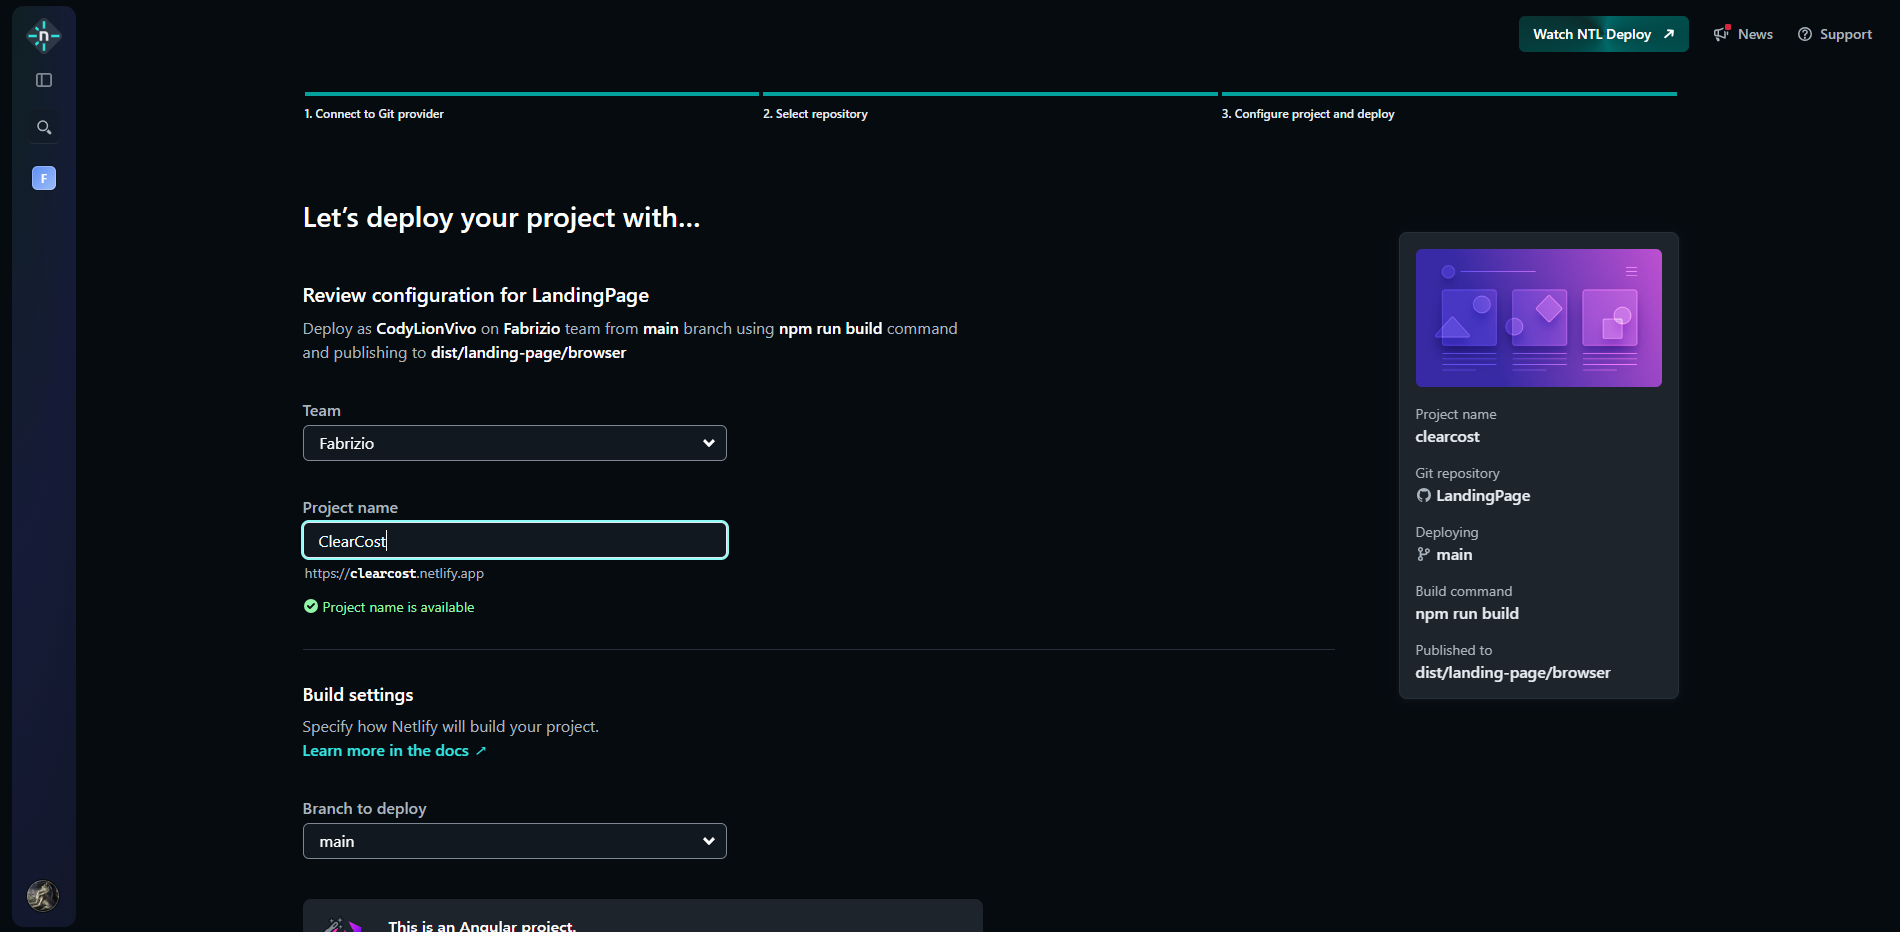 n
Watch NTL Deploy
News
Support
F
1. Connect to Git provider
2. Select repository
3. Configure project and deploy
Let’s deploy your project with…
Review configuration for LandingPage
Deploy as CodyLionVivo on Fabrizio team from main branch using npm run build command
and publishing to dist/landing-page/browser
Team
Fabrizio
Project name
ClearCost
https://clearcost.netlify.app
Project name is available
Build settings
Specify how Netlify will build your project.
Learn more in the docs ↗
Branch to deploy
main
This is an Angular project.
Project name
clearcost
Git repository
LandingPage
Deploying
main
Build command
npm run build
Published to
dist/landing-page/browser